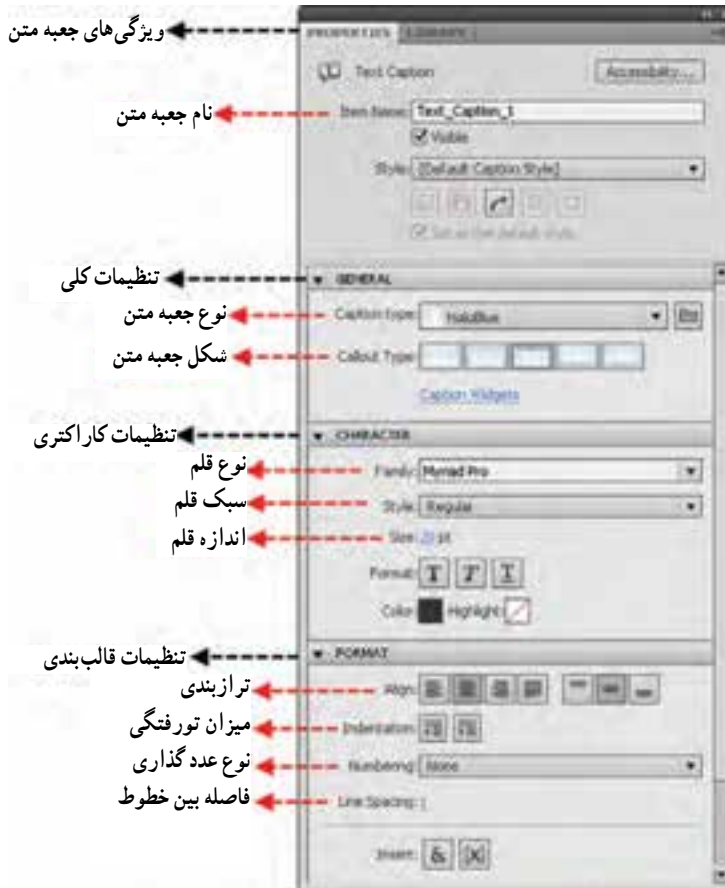 PROPERTIES LIBRARY
ویژگی‌های جعبه متن
Text Caption Accessibility...
نام جعبه متن
Item Name: Text_Caption_1
Visible
Style: [Default Caption Style]
تنظیمات کلی
GENERAL
نوع جعبه متن
Caption type: HaloBlue
شکل جعبه متن
Callout Type:
Caption Widgets
تنظیمات کاراکتری
CHARACTER
نوع قلم
Family: Myriad Pro
سبک قلم
Style: Regular
اندازه قلم
Size: pt
Format: T T T
Color: Highlight:
تنظیمات قالب‌بندی
FORMAT
ترازبندی
Align:
میزان تورفتگی
Indentation:
نوع عدد گذاری
Numbering: None
فاصله بین خطوط
Line Spacing:
Insert: & [X]